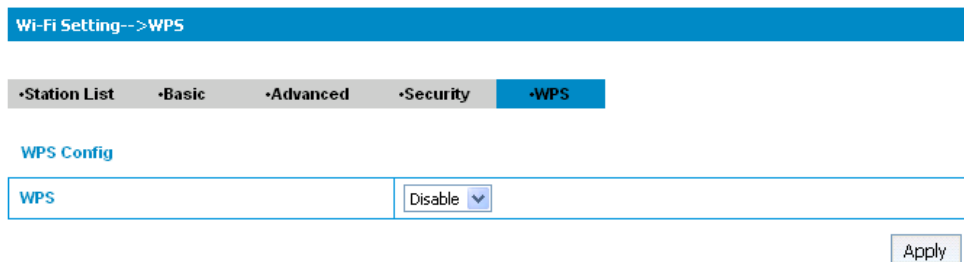 Wi-Fi Setting-->WPS
•Station List •Basic •Advanced •Security •WPS
WPS Config
WPS Disable
Apply